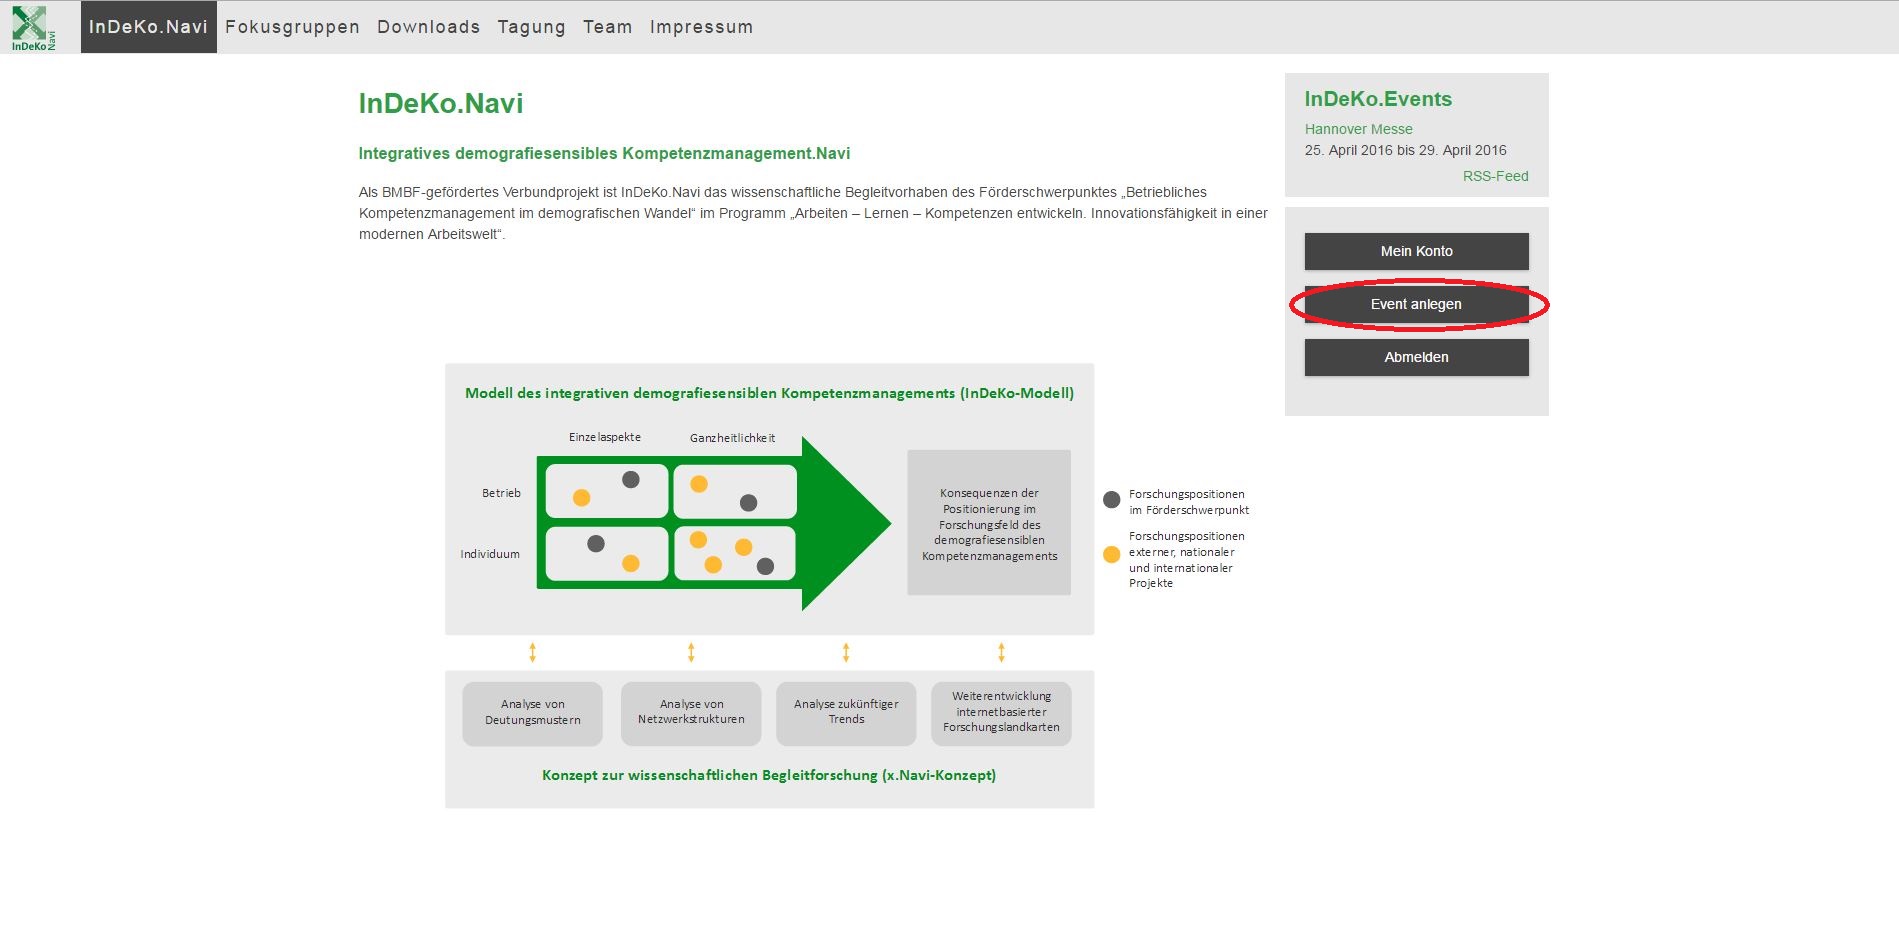 InDeKo
Navi
InDeKo.Navi Fokusgruppen Downloads Tagung Team Impressum
InDeKo.Navi
Integratives demografiesensibles Kompetenzmanagement.Navi
Als BMBF-gefördertes Verbundprojekt ist InDeKo.Navi das wissenschaftliche Begleitvorhaben des Förderschwerpunktes „Betriebliches
Kompetenzmanagement im demografischen Wandel“ im Programm „Arbeiten – Lernen – Kompetenzen entwickeln. Innovationsfähigkeit in einer
modernen Arbeitswelt“.
InDeKo.Events
Hannover Messe
25. April 2016 bis 29. April 2016
RSS-Feed
Mein Konto
Event anlegen
Abmelden
Modell des integrativen demografiesensiblen Kompetenzmanagements (InDeKo-Modell)
Einzelaspekte
Ganzheitlichkeit
Betrieb
Individuum
Konsequenzen der
Positionierung im
Forschungsfeld des
demografiesensiblen
Kompetenzmanagements
Forschungspositionen
im Förderschwerpunkt
Forschungspositionen
externer, nationaler
und internationaler
Projekte
Analyse von
Deutungsmustern
Analyse von
Netzwerkstrukturen
Analyse zukünftiger
Trends
Weiterentwicklung
internetbasierter
Forschungslandkarten
Konzept zur wissenschaftlichen Begleitforschung (x.Navi-Konzept)